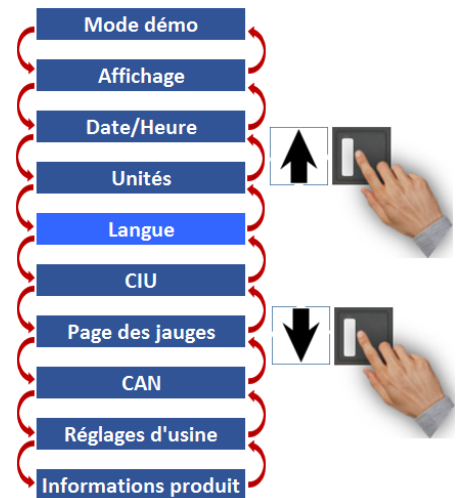 Mode démo
Affichage
Date/Heure
Unités
Langue
CIU
Page des jauges
CAN
Réglages d'usine
Informations produit